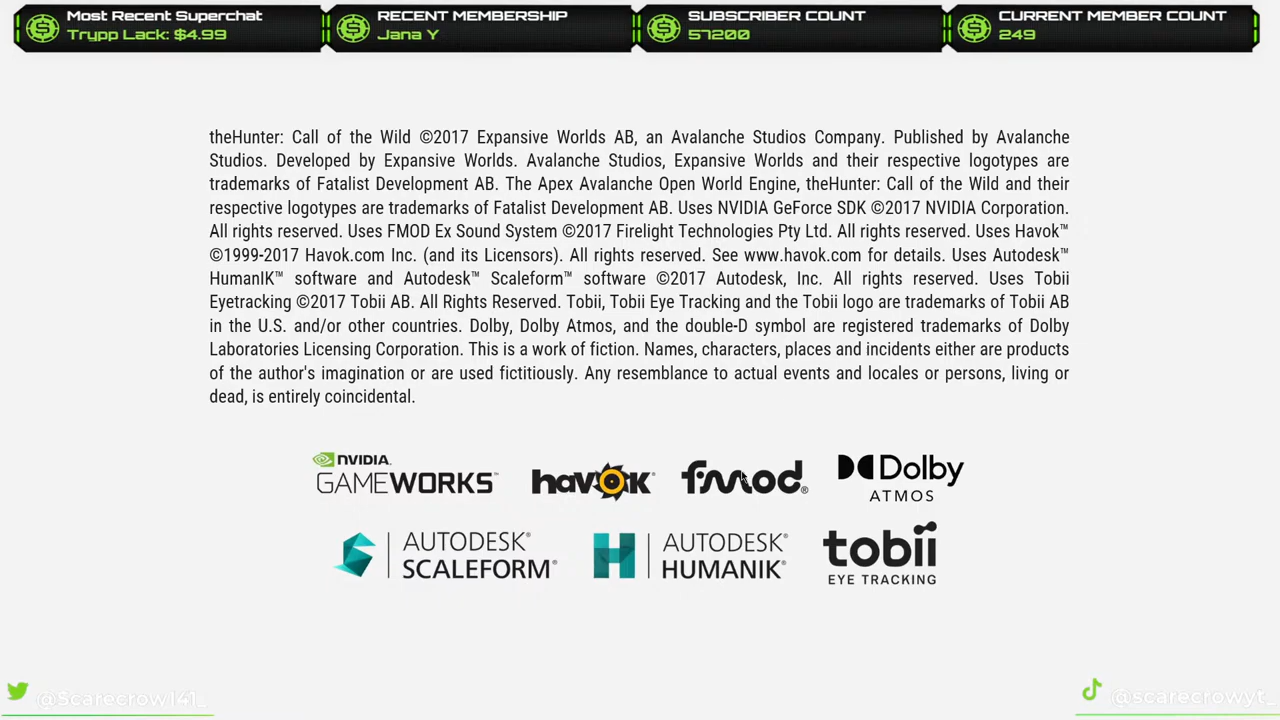 Most Recent Superchat
Trypp Lack: $4.99
RECENT MEMBERSHIP
Jana Y
SUBSCRIBER COUNT
57200
CURRENT MEMBER COUNT
249
theHunter: Call of the Wild ©2017 Expansive Worlds AB, an Avalanche Studios Company. Published by Avalanche
Studios. Developed by Expansive Worlds. Avalanche Studios, Expansive Worlds and their respective logotypes are
trademarks of Fatalist Development AB. The Apex Avalanche Open World Engine, theHunter: Call of the Wild and their
respective logotypes are trademarks of Fatalist Development AB. Uses NVIDIA GeForce SDK ©2017 NVIDIA Corporation.
All rights reserved. Uses FMOD Ex Sound System ©2017 Firelight Technologies Pty Ltd. All rights reserved. Uses Havok™
©1999-2017 Havok.com Inc. (and its Licensors). All rights reserved. See www.havok.com for details. Uses Autodesk™
HumanIK™ software and Autodesk™ Scaleform™ software ©2017 Autodesk, Inc. All rights reserved. Uses Tobii
Eyetracking ©2017 Tobii AB. All Rights Reserved. Tobii, Tobii Eye Tracking and the Tobii logo are trademarks of Tobii AB
in the U.S. and/or other countries. Dolby, Dolby Atmos, and the double-D symbol are registered trademarks of Dolby
Laboratories Licensing Corporation. This is a work of fiction. Names, characters, places and incidents either are products
of the author's imagination or are used fictitiously. Any resemblance to actual events and locales or persons, living or
dead, is entirely coincidental.
NVIDIA.
GAMEWORKS™
havok®
fmod®
Dolby
ATMOS
AUTODESK®
SCALEFORM®
AUTODESK®
HUMANIK®
tobii
EYE TRACKING
@Scarecrow141_
@scarecrowyt_